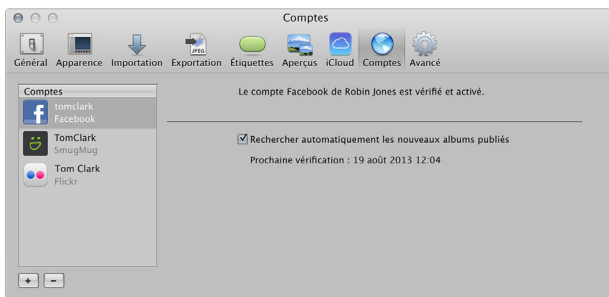 Comptes
Général Apparence Importation Exportation Étiquettes Aperçus iCloud Comptes Avancé
JPEG
Comptes
tomclark
Facebook
TomClark
SmugMug
Tom Clark
Flickr
Le compte Facebook de Robin Jones est vérifié et activé.
Rechercher automatiquement les nouveaux albums publiés
Prochaine vérification : 19 août 2013 12:04